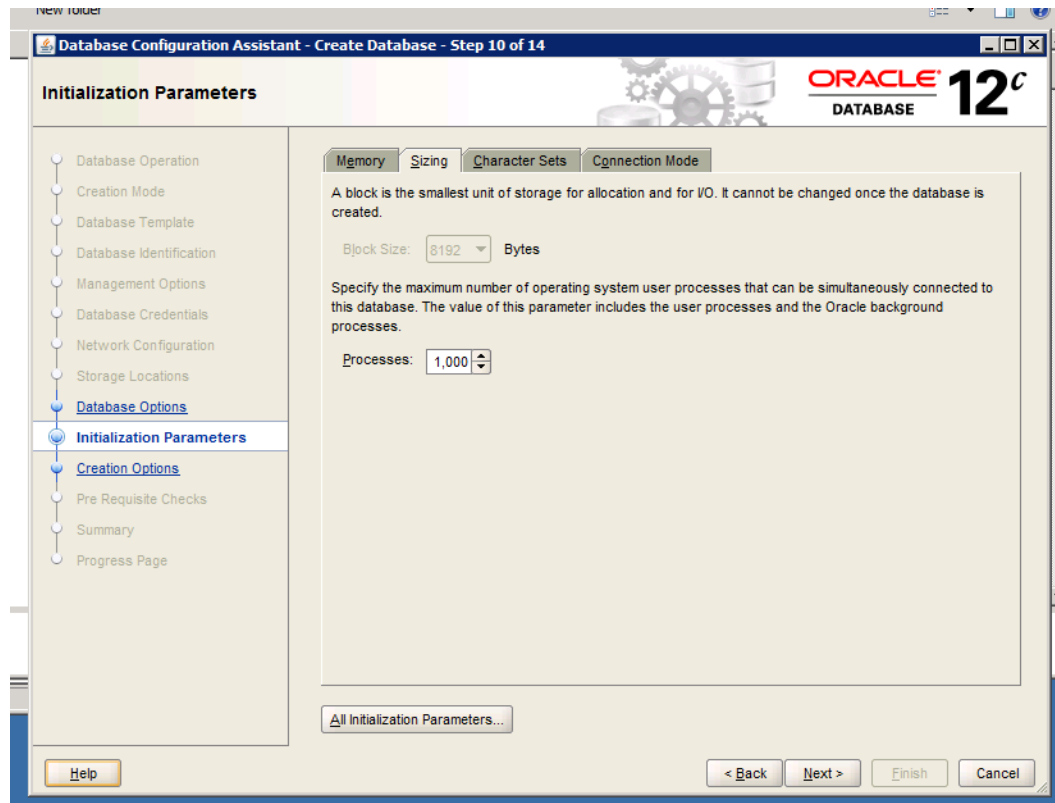 New folder
Database Configuration Assistant - Create Database - Step 10 of 14
Initialization Parameters
ORACLE
DATABASE
12c
Database Operation
Creation Mode
Database Template
Database Identification
Management Options
Database Credentials
Network Configuration
Storage Locations
Database Options
Initialization Parameters
Creation Options
Pre Requisite Checks
Summary
Progress Page
Memory Sizing Character Sets Connection Mode
A block is the smallest unit of storage for allocation and for I/O. It cannot be changed once the database is
created.
Block Size: 8192 Bytes
Specify the maximum number of operating system user processes that can be simultaneously connected to
this database. The value of this parameter includes the user processes and the Oracle background
processes.
Processes: 1,000
All Initialization Parameters...
Help
< Back Next > Finish Cancel